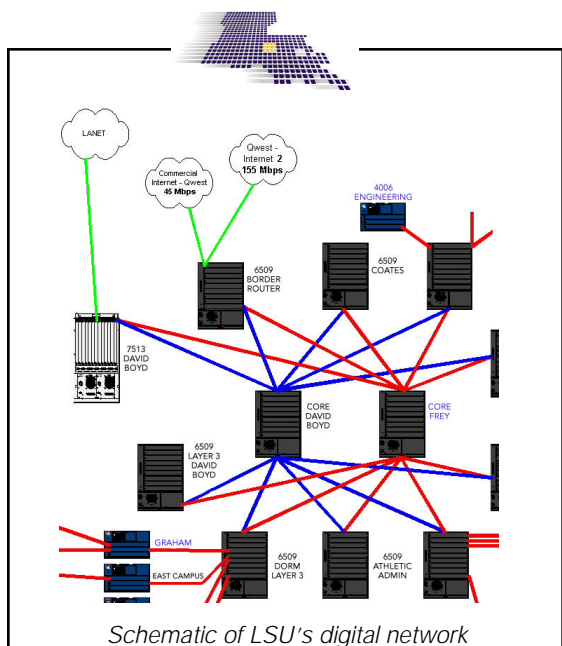 LANET
Commercial
Internet - Qwest
45 Mbps
Qwest -
Internet 2
155 Mbps
4006
ENGINEERING
6509
BORDER
ROUTER
6509
COATES
7513
DAVID
BOYD
CORE
DAVID
BOYD
CORE
FREY
6509
LAYER 3
DAVID
BOYD
GRAHAM
EAST CAMPUS
6509
DORM
LAYER 3
6509
ATHLETIC
ADMIN
Schematic of LSU's digital network